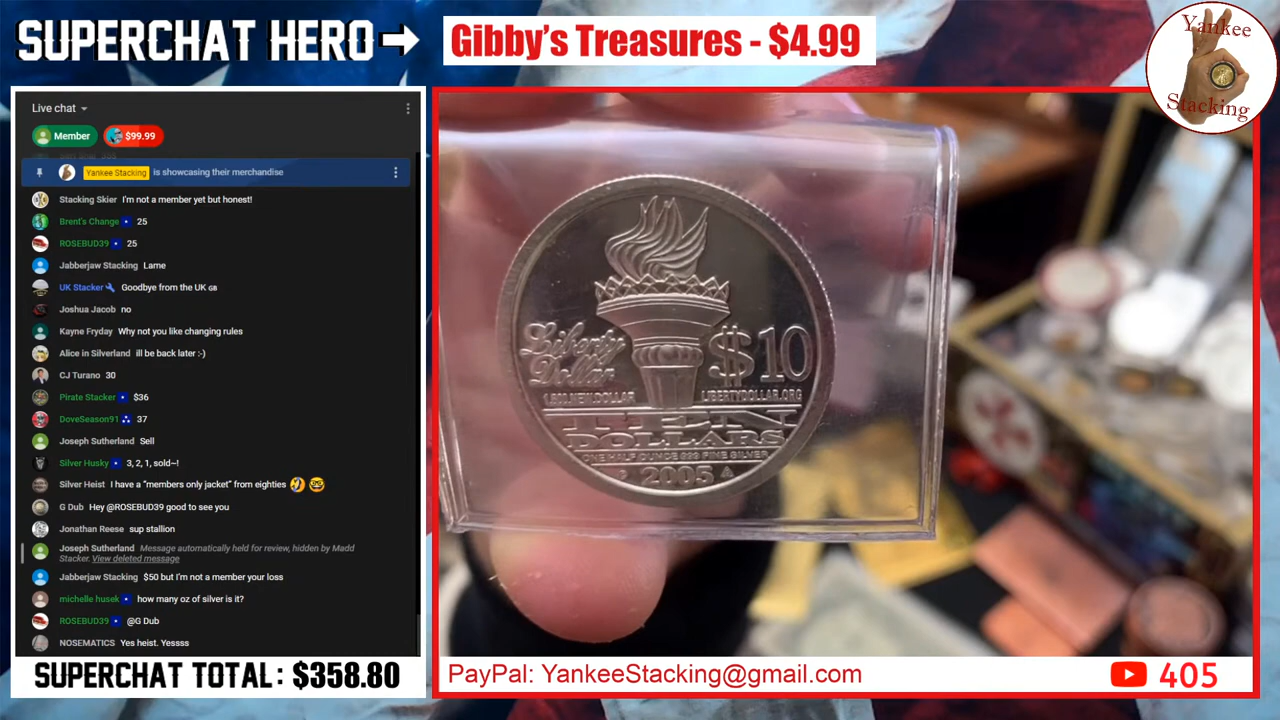 SUPERCHAT HERO→
Gibby's Treasures - $4.99
Yankee
Stacking
Live chat
Member
$99.99
Yankee Stacking is showcasing their merchandise
Stacking Skier I'm not a member yet but honest!
Brent's Change 25
ROSEBUD39 25
Jabberjaw Stacking Lame
UK Stacker Goodbye from the UK GB
Joshua Jacob no
Kayne Fryday Why not you like changing rules
Alice in Silverland ill be back later :-)
CJ Turano 30
Pirate Stacker $36
DoveSeason91 37
Joseph Sutherland Sell
Silver Husky 3, 2, 1, sold~!
Silver Heist I have a "members only jacket" from eighties
G Dub Hey @ROSEBUD39 good to see you
Jonathan Reese sup stallion
Joseph Sutherland Message automatically held for review, hidden by Madd
Stacker. View deleted message
Jabberjaw Stacking $50 but I'm not a member your loss
michelle husek how many oz of silver is it?
ROSEBUD39 @G Dub
NOSEMATICS Yes heist. Yessss
SUPERCHAT TOTAL: $358.80
Liberty
Dollar
$10
1.800.NEW.DOLLAR
LIBERTYDOLLAR.ORG
TEN
DOLLARS
ONE HALF OUNCE 999 FINE SILVER
2005
PayPal: YankeeStacking@gmail.com
405